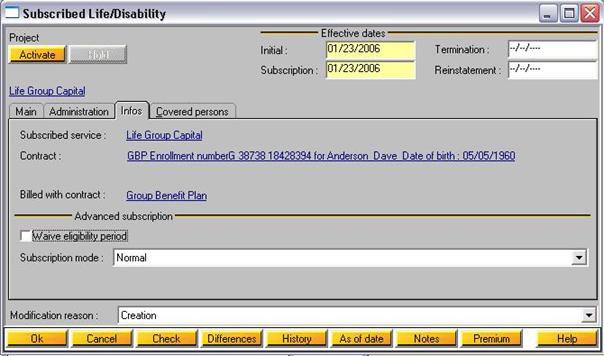 Subscribed Life/Disability
Project
Activate Hold
Effective dates
Initial : 01/23/2006 Termination : --/--/----
Subscription : 01/23/2006 Reinstatement : --/--/----
Life Group Capital
Main Administration Infos Covered persons
Subscribed service : Life Group Capital
Contract : GBP Enrollment numberG 38738 18428394 for Anderson Dave Date of birth : 05/05/1960
Billed with contract : Group Benefit Plan
Advanced subscription
Waive eligibility period
Subscription mode : Normal
Modification reason : Creation
Ok Cancel Check Differences History As of date Notes Premium Help